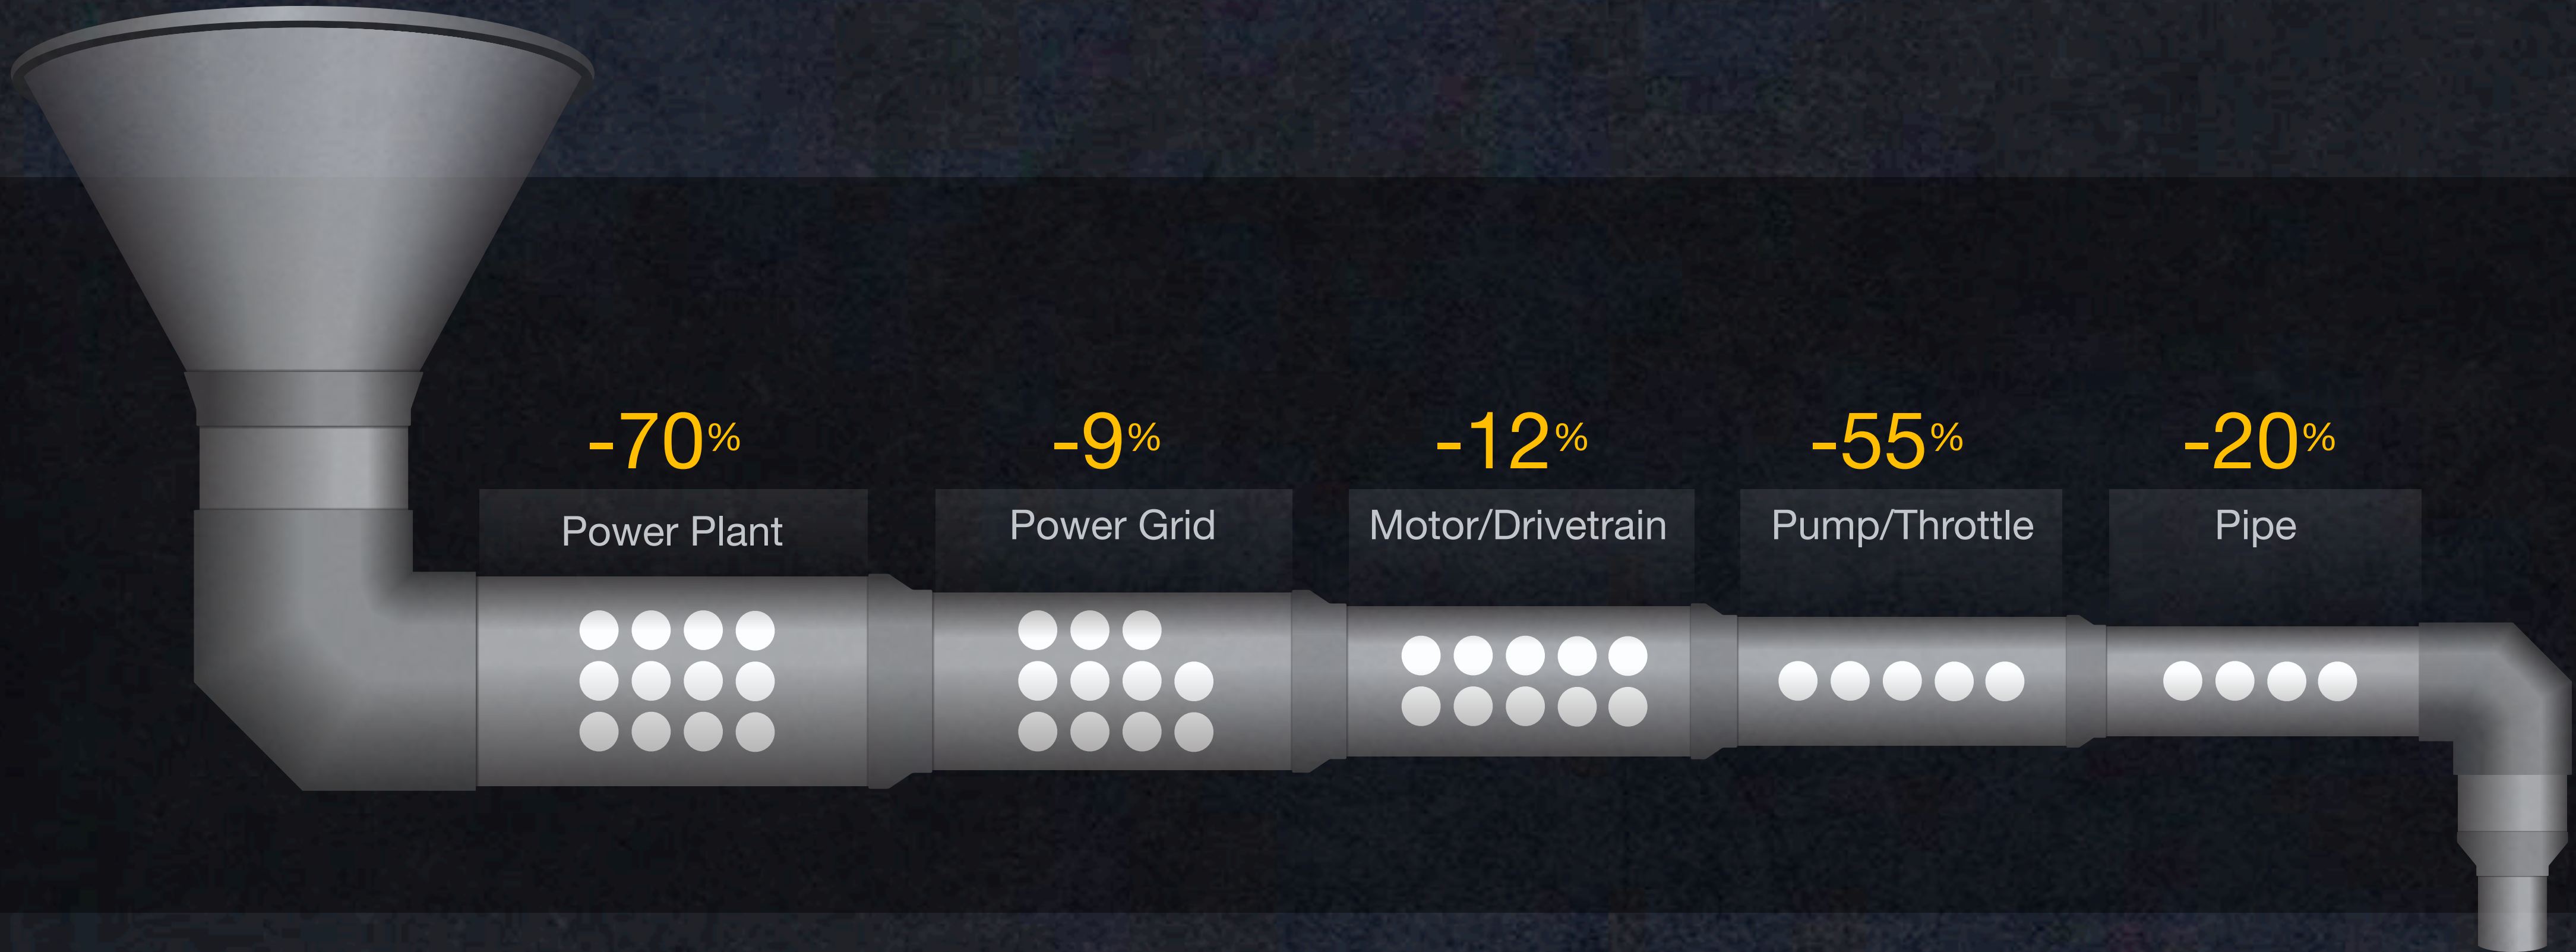 -70% -9% -12% -55% -20%
Power Plant Power Grid Motor/Drivetrain Pump/Throttle Pipe